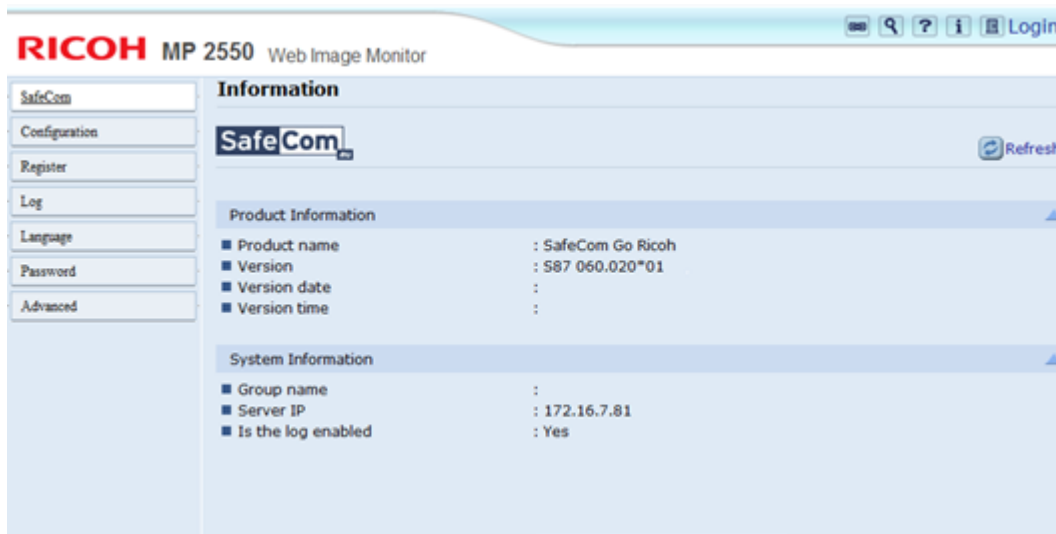 ? i Login
RICOH MP 2550 Web Image Monitor
SafeCom
Configuration
Register
Log
Language
Password
Advanced
Information
SafeCom
Refresh
Product Information
Product name : SafeCom Go Ricoh
Version : S87 060.020*01
Version date :
Version time :
System Information
Group name :
Server IP : 172.16.7.81
Is the log enabled : Yes